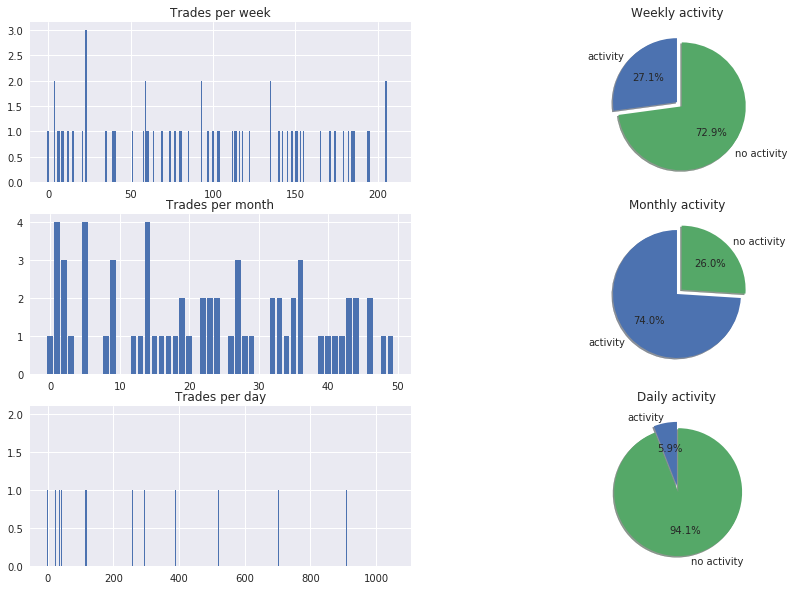 Trades per week
3.0
2.5
2.0
1.5
1.0
0.5
0.0
0 50 100 150 200
Weekly activity
activity
27.1%
72.9%
no activity
Trades per month
4
3
2
1
0
0 10 20 30 40 50
Monthly activity
no activity
26.0%
74.0%
activity
Trades per day
2.0
1.5
1.0
0.5
0.0
0 200 400 600 800 1000
Daily activity
activity
5.9%
94.1%
no activity